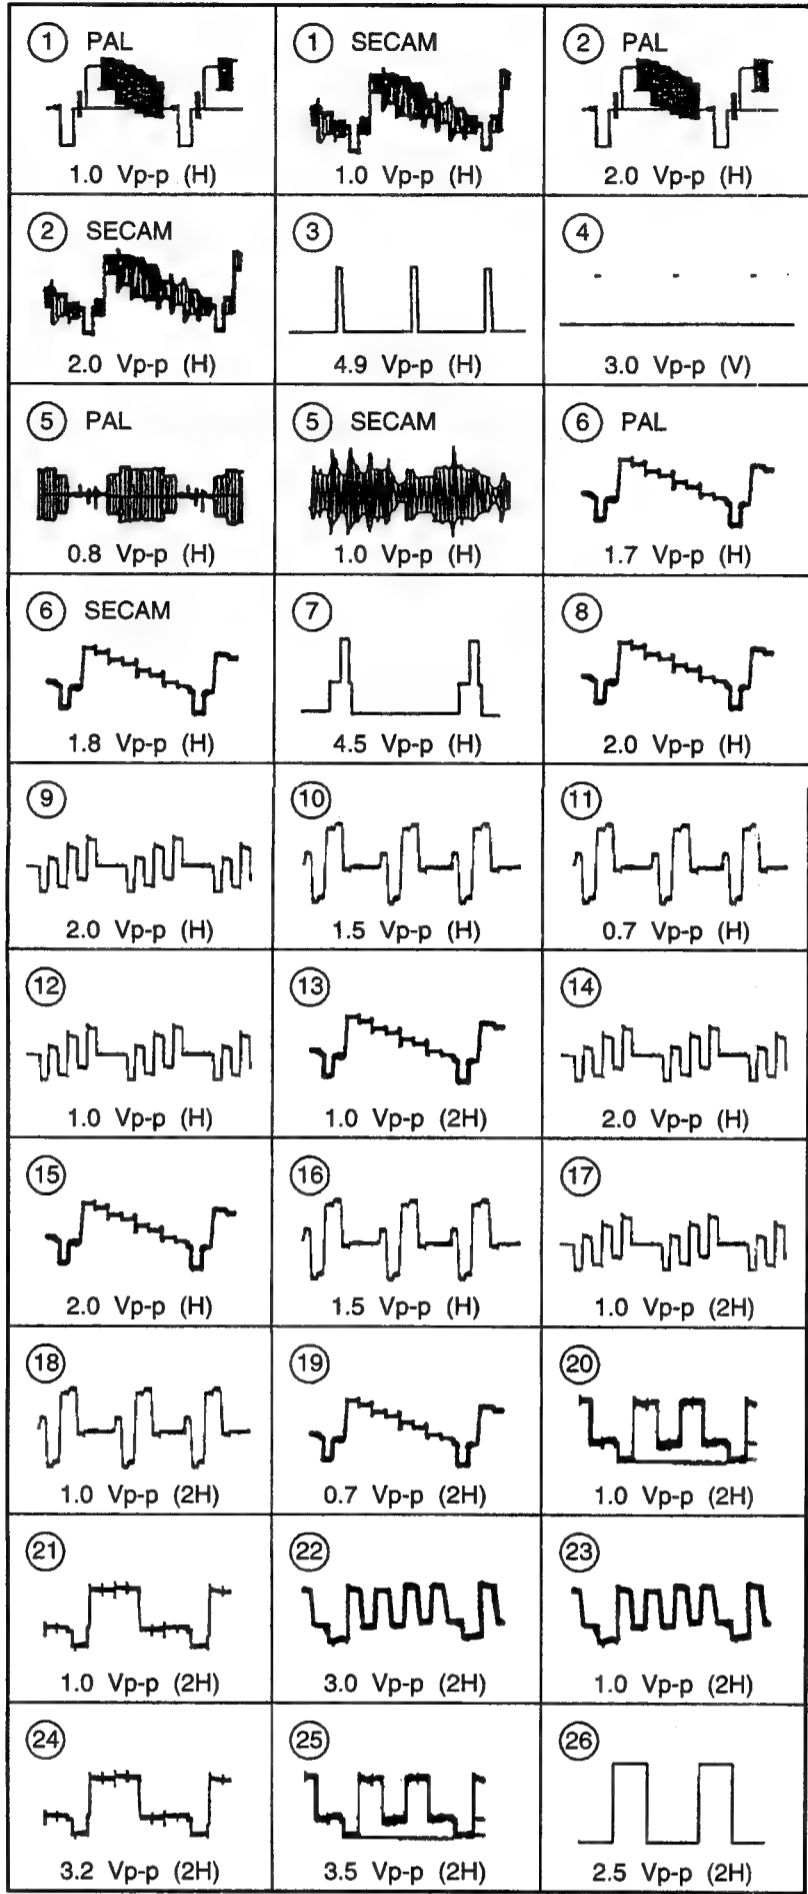 ① PAL
1.0 Vp-p (H)
① SECAM
1.0 Vp-p (H)
② PAL
2.0 Vp-p (H)
② SECAM
2.0 Vp-p (H)
③
4.9 Vp-p (H)
④
3.0 Vp-p (V)
⑤ PAL
0.8 Vp-p (H)
⑤ SECAM
1.0 Vp-p (H)
⑥ PAL
1.7 Vp-p (H)
⑥ SECAM
1.8 Vp-p (H)
⑦
4.5 Vp-p (H)
⑧
2.0 Vp-p (H)
⑨
2.0 Vp-p (H)
⑩
1.5 Vp-p (H)
⑪
0.7 Vp-p (H)
⑫
1.0 Vp-p (H)
⑬
1.0 Vp-p (2H)
⑭
2.0 Vp-p (H)
⑮
2.0 Vp-p (H)
⑯
1.5 Vp-p (H)
⑰
1.0 Vp-p (2H)
⑱
1.0 Vp-p (2H)
⑲
0.7 Vp-p (2H)
⑳
1.0 Vp-p (2H)
㉑
1.0 Vp-p (2H)
㉒
3.0 Vp-p (2H)
㉓
1.0 Vp-p (2H)
㉔
3.2 Vp-p (2H)
㉕
3.5 Vp-p (2H)
㉖
2.5 Vp-p (2H)